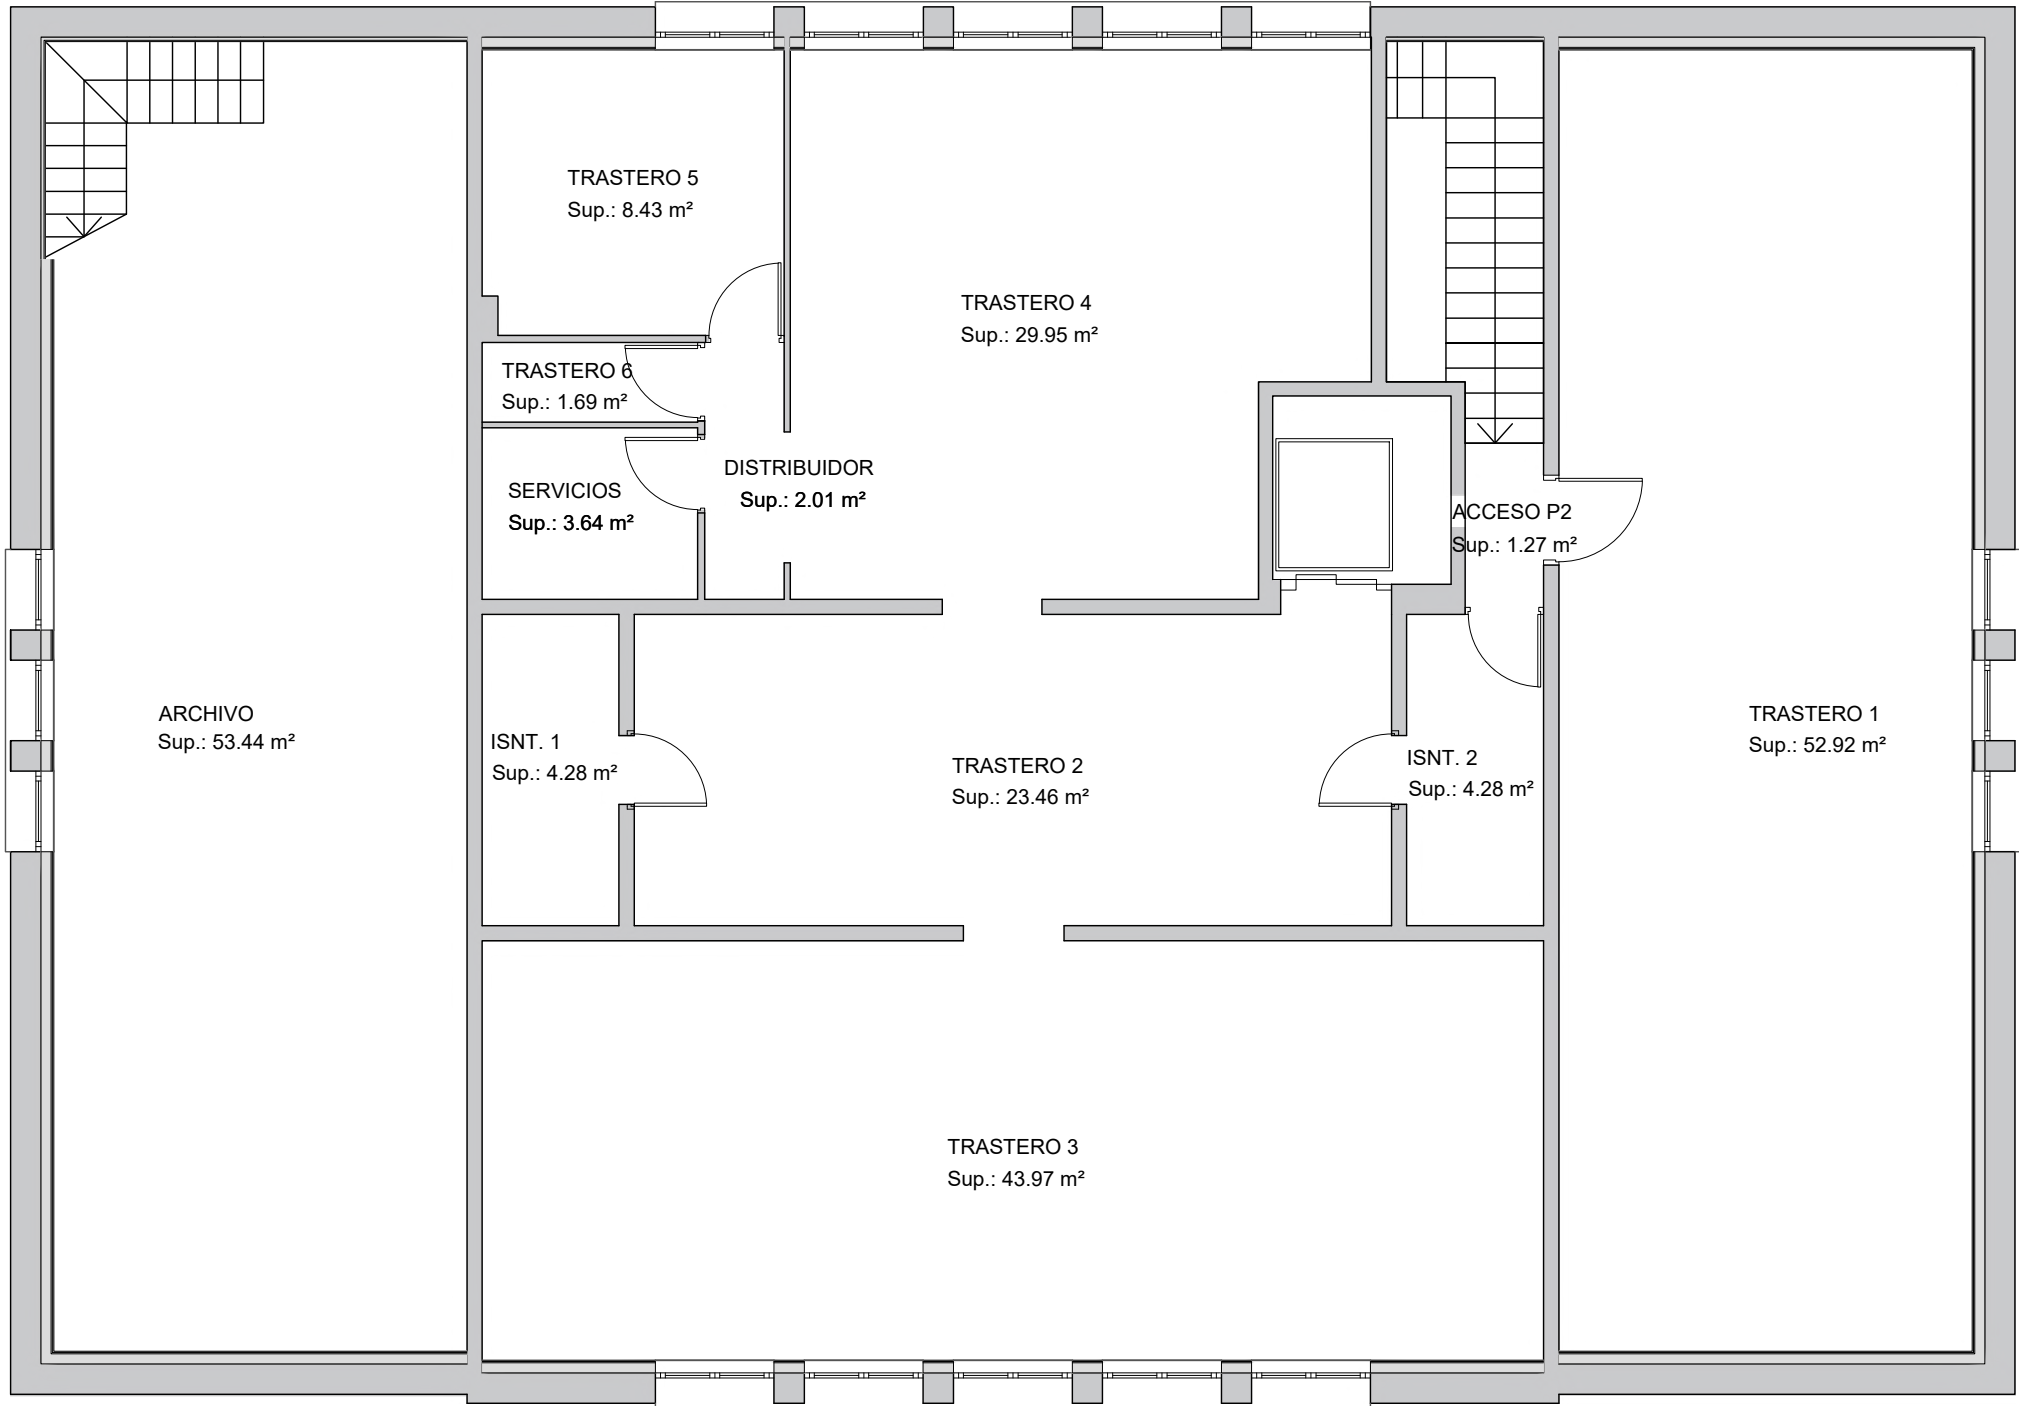 TRASTERO 5
Sup.: 8.43 m²
TRASTERO 4
Sup.: 29.95 m²
TRASTERO 6
Sup.: 1.69 m²
DISTRIBUIDOR
Sup.: 2.01 m²
SERVICIOS
Sup.: 3.64 m²
ACCESO P2
Sup.: 1.27 m²
ARCHIVO
Sup.: 53.44 m²
ISNT. 1
Sup.: 4.28 m²
TRASTERO 2
Sup.: 23.46 m²
ISNT. 2
Sup.: 4.28 m²
TRASTERO 1
Sup.: 52.92 m²
TRASTERO 3
Sup.: 43.97 m²